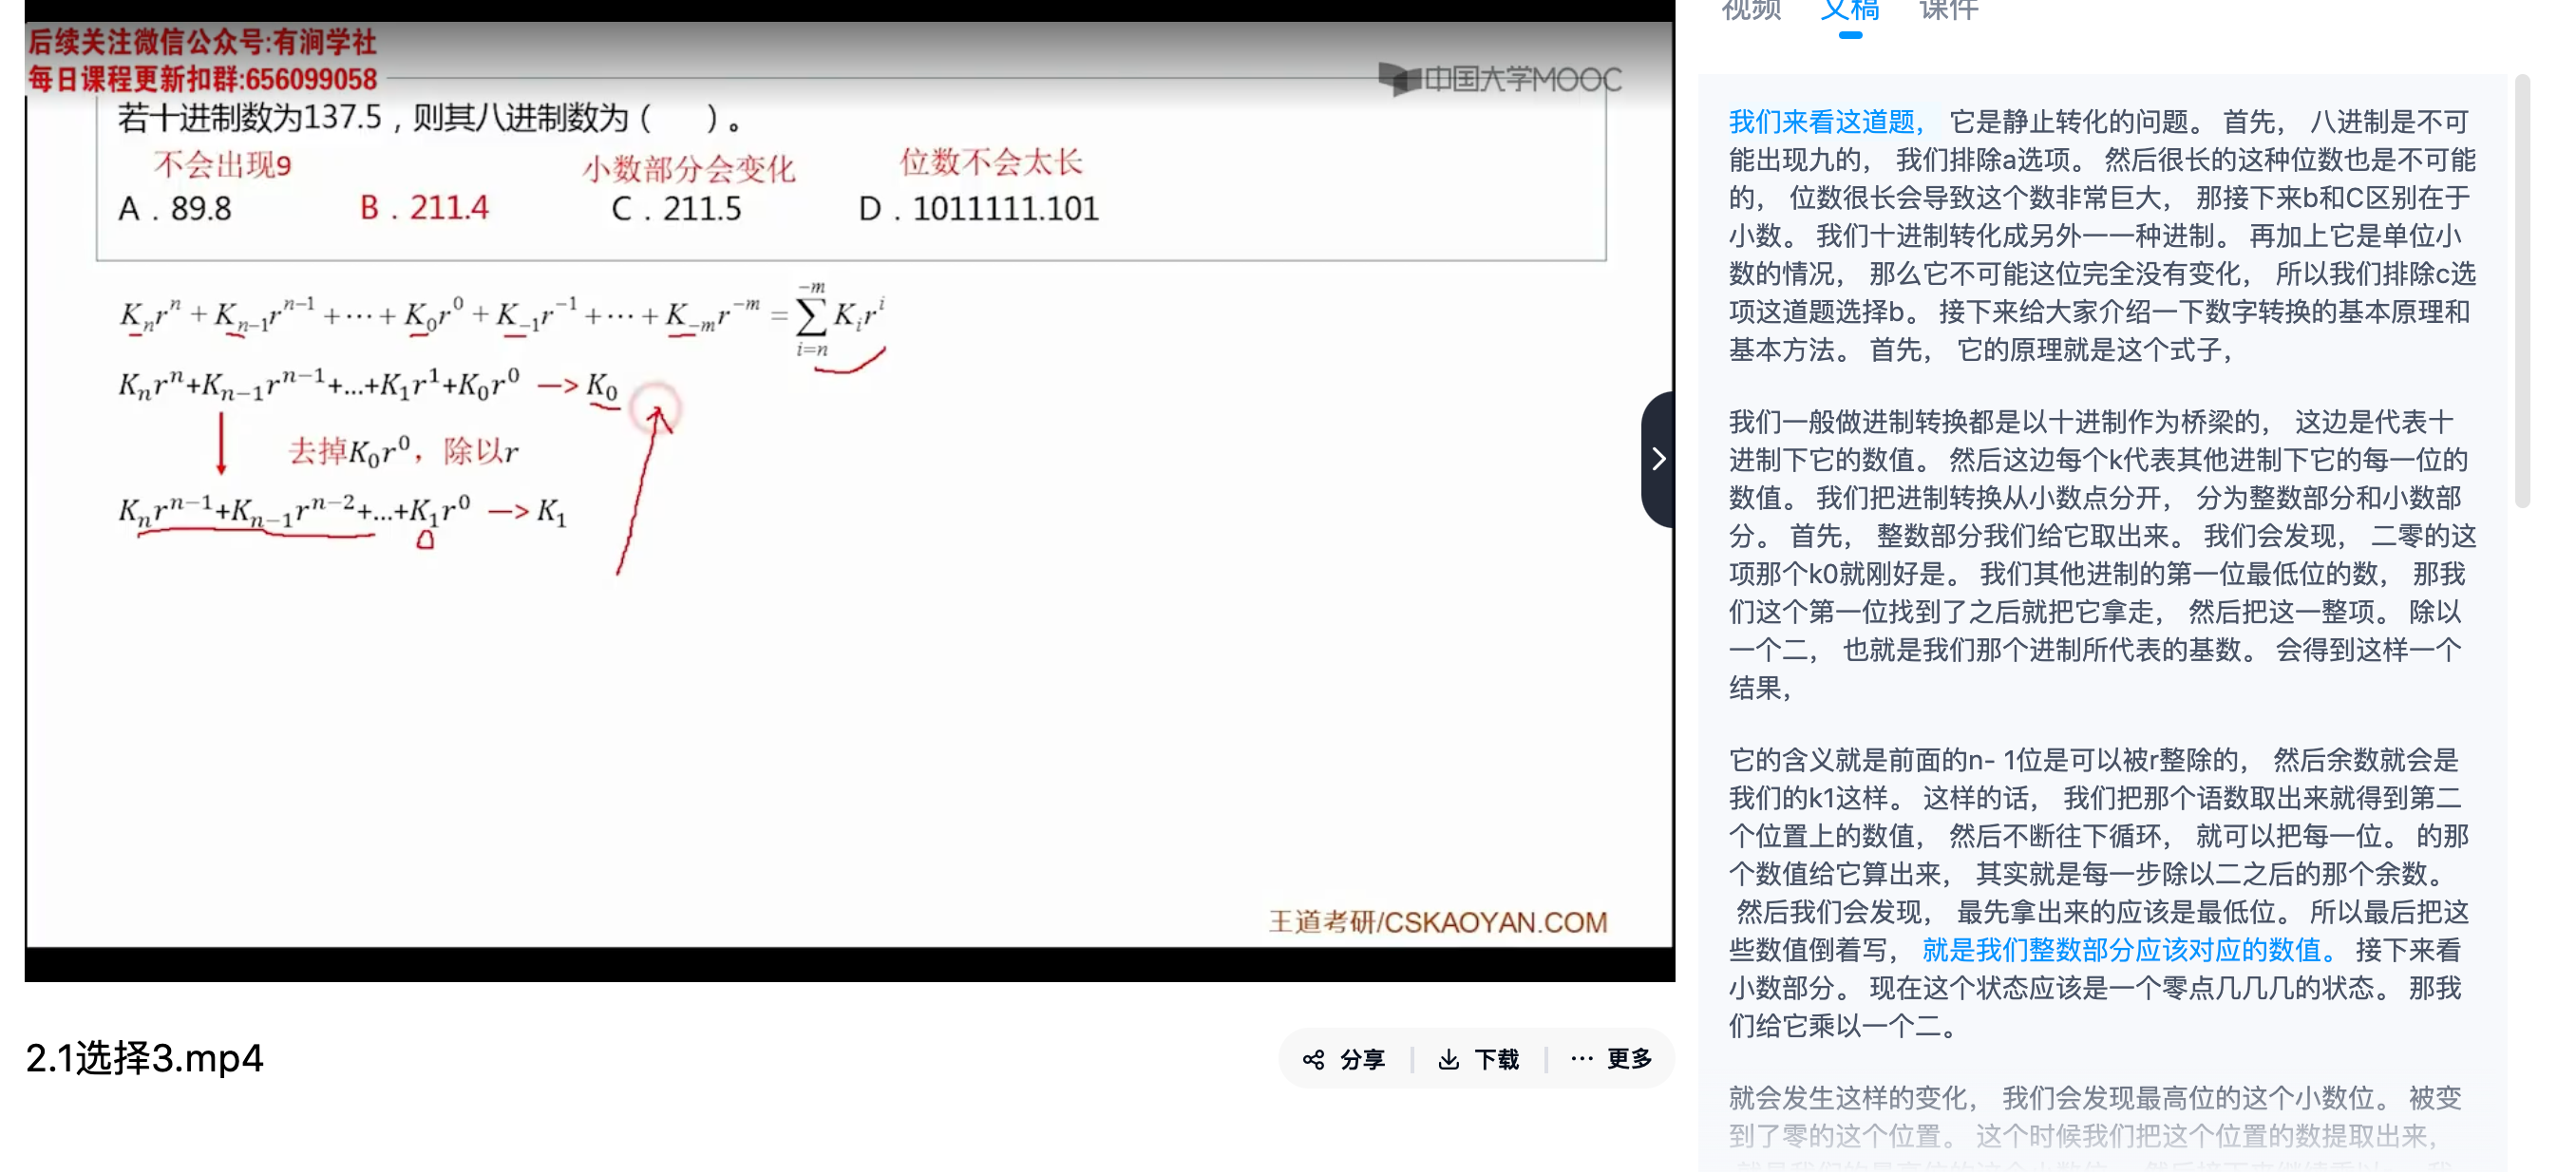 后续关注微信公众号:有涧学社
每日课程更新扣群:656099058
中国大学MOOC
若十进制数为137.5，则其八进制数为（　　）。
不会出现9
小数部分会变化
位数不会太长
A．89.8
B．211.4
C．211.5
D．1011111.101
Kₙrⁿ + Kₙ₋₁rⁿ⁻¹ + ⋯ + K₀r⁰ + K₋₁r⁻¹ + ⋯ + K₋ₘr⁻ᵐ = ∑_{i=n}^{-m} Kᵢrⁱ
Kₙrⁿ+Kₙ₋₁rⁿ⁻¹+...+K₁r¹+K₀r⁰ —> K₀
去掉K₀r⁰，除以r
Kₙrⁿ⁻¹+Kₙ₋₁rⁿ⁻²+...+K₁r⁰ —> K₁
王道考研/CSKAOYAN.COM
2.1选择3.mp4
分享
下载
更多
视频
文稿
课件
我们来看这道题， 它是静止转化的问题。 首先， 八进制是不可
能出现九的， 我们排除a选项。 然后很长的这种位数也是不可能
的， 位数很长会导致这个数非常巨大， 那接下来b和C区别在于
小数。 我们十进制转化成另外一一种进制。 再加上它是单位小
数的情况， 那么它不可能这位完全没有变化， 所以我们排除c选
项这道题选择b。 接下来给大家介绍一下数字转换的基本原理和
基本方法。 首先， 它的原理就是这个式子，
我们一般做进制转换都是以十进制作为桥梁的， 这边是代表十
进制下它的数值。 然后这边每个k代表其他进制下它的每一位的
数值。 我们把进制转换从小数点分开， 分为整数部分和小数部
分。 首先， 整数部分我们给它取出来。 我们会发现， 二零的这
项那个k0就刚好是。 我们其他进制的第一位最低位的数， 那我
们这个第一位找到了之后就把它拿走， 然后把这一整项。 除以
一个二， 也就是我们那个进制所代表的基数。 会得到这样一个
结果，
它的含义就是前面的n- 1位是可以被r整除的， 然后余数就会是
我们的k1这样。 这样的话， 我们把那个语数取出来就得到第二
个位置上的数值， 然后不断往下循环， 就可以把每一位。 的那
个数值给它算出来， 其实就是每一步除以二之后的那个余数。
然后我们会发现， 最先拿出来的应该是最低位。 所以最后把这
些数值倒着写， 就是我们整数部分应该对应的数值。 接下来看
小数部分。 现在这个状态应该是一个零点几几几的状态。 那我
们给它乘以一个二。
就会发生这样的变化， 我们会发现最高位的这个小数位。 被变
到了零的这个位置。 这个时候我们把这个位置的数提取出来，